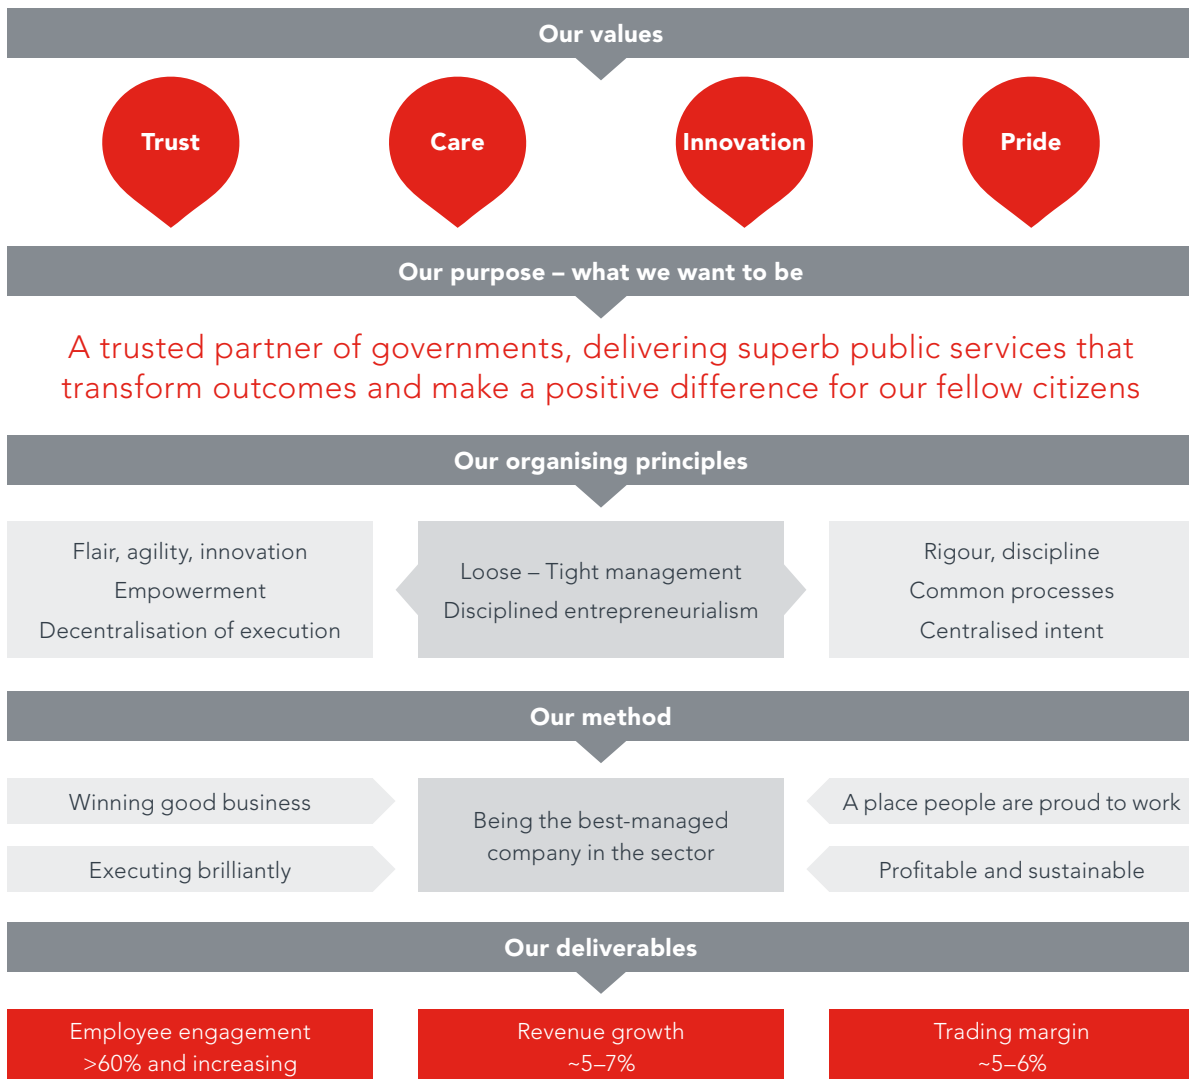 Our values
Trust
Care
Innovation
Pride
Our purpose – what we want to be
A trusted partner of governments, delivering superb public services that
transform outcomes and make a positive difference for our fellow citizens
Our organising principles
Flair, agility, innovation
Empowerment
Decentralisation of execution
Loose – Tight management
Disciplined entrepreneurialism
Rigour, discipline
Common processes
Centralised intent
Our method
Winning good business
Executing brilliantly
Being the best-managed
company in the sector
A place people are proud to work
Profitable and sustainable
Our deliverables
Employee engagement
>60% and increasing
Revenue growth
~5–7%
Trading margin
~5–6%